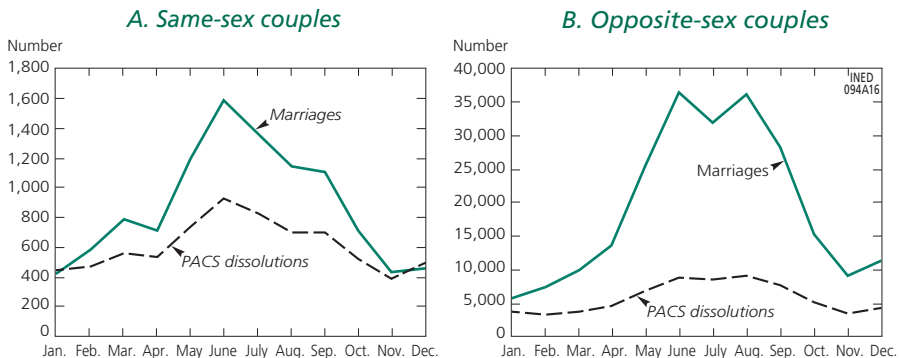 A. Same-sex couples
Number
1,800
1,600
1,400
1,200
1,000
800
600
400
200
0
Jan. Feb. Mar. Apr. May June July Aug. Sep. Oct. Nov. Dec.
Marriages
PACS dissolutions
B. Opposite-sex couples
Number
40,000
35,000
30,000
25,000
20,000
15,000
10,000
5,000
0
Jan. Feb. Mar. Apr. May June July Aug. Sep. Oct. Nov. Dec.
INED
094A16
Marriages
PACS dissolutions